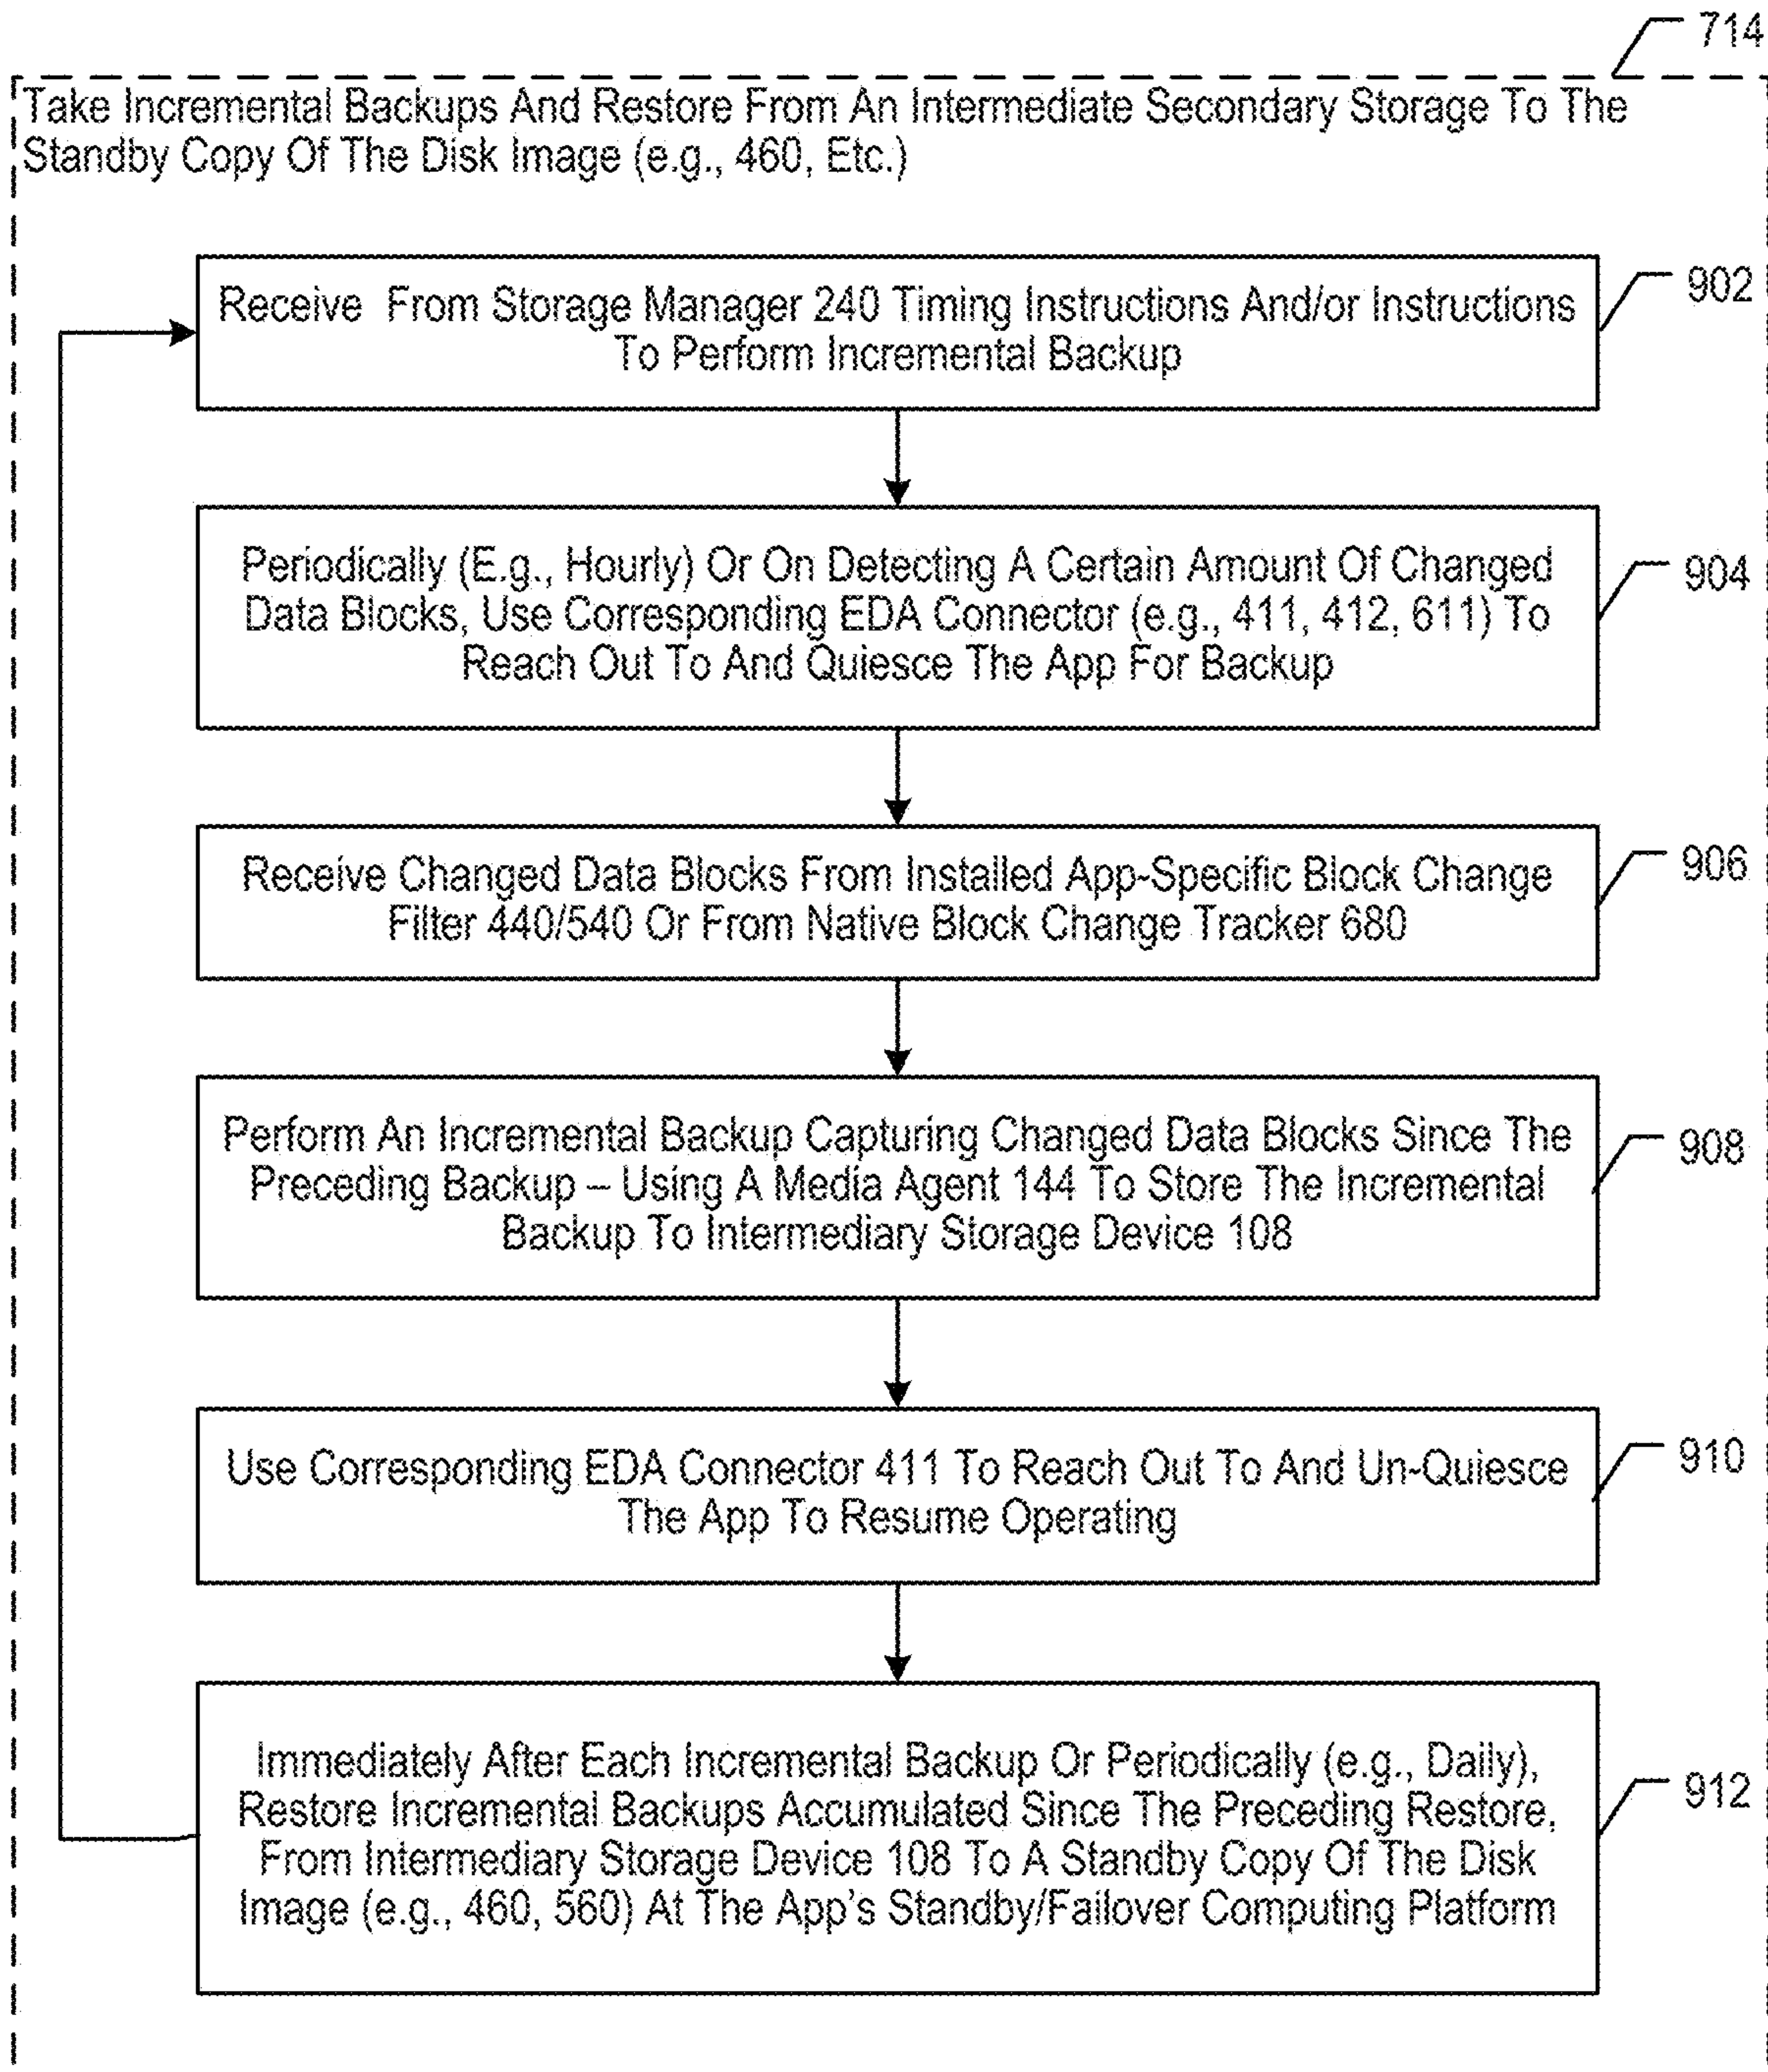 714
Take Incremental Backups And Restore From An Intermediate Secondary Storage To The
Standby Copy Of The Disk Image (e.g., 460, Etc.)
Receive From Storage Manager 240 Timing Instructions And/or Instructions
To Perform Incremental Backup
902
Periodically (E.g., Hourly) Or On Detecting A Certain Amount Of Changed
Data Blocks, Use Corresponding EDA Connector (e.g., 411, 412, 611) To
Reach Out To And Quiesce The App For Backup
904
Receive Changed Data Blocks From Installed App-Specific Block Change
Filter 440/540 Or From Native Block Change Tracker 680
906
Perform An Incremental Backup Capturing Changed Data Blocks Since The
Preceding Backup – Using A Media Agent 144 To Store The Incremental
Backup To Intermediary Storage Device 108
908
Use Corresponding EDA Connector 411 To Reach Out To And Un-Quiesce
The App To Resume Operating
910
Immediately After Each Incremental Backup Or Periodically (e.g., Daily),
Restore Incremental Backups Accumulated Since The Preceding Restore,
From Intermediary Storage Device 108 To A Standby Copy Of The Disk
Image (e.g., 460, 560) At The App's Standby/Failover Computing Platform
912